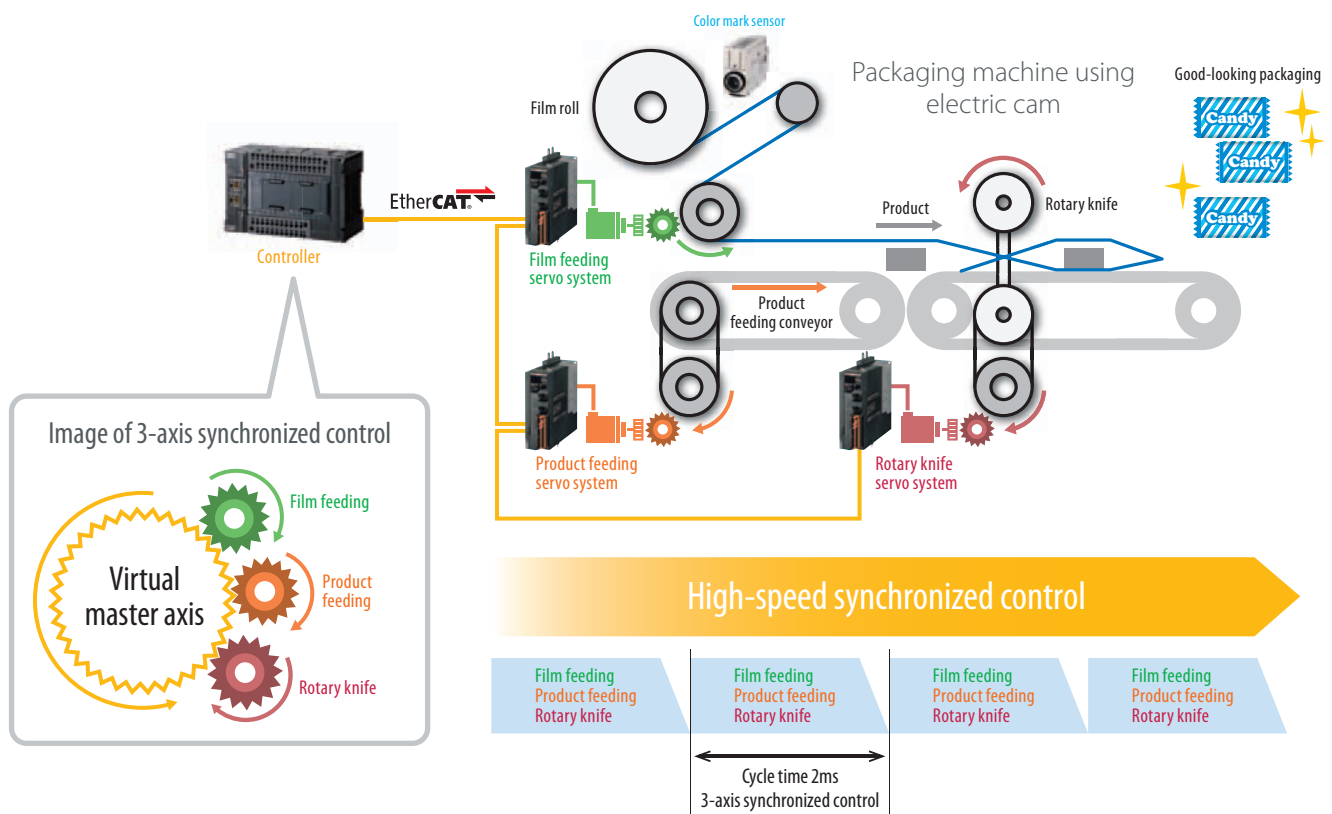 Color mark sensor
Packaging machine using
electric cam
Good-looking packaging
Film roll
Candy
Candy
Candy
EtherCAT®
Product
Rotary knife
Controller
Film feeding
servo system
Product
feeding conveyor
Image of 3-axis synchronized control
Product feeding
servo system
Rotary knife
servo system
Film feeding
Virtual
master axis
Product
feeding
Rotary knife
High-speed synchronized control
Film feeding
Product feeding
Rotary knife
Film feeding
Product feeding
Rotary knife
Film feeding
Product feeding
Rotary knife
Film feeding
Product feeding
Rotary knife
Cycle time 2ms
3-axis synchronized control